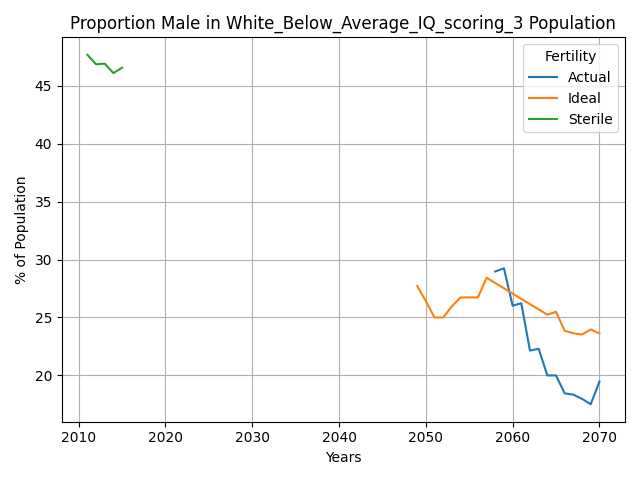 Proportion Male in White_Below_Average_IQ_scoring_3 Population
Fertility
Actual
Ideal
Sterile
% of Population
45
40
35
30
25
20
2010
2020
2030
2040
2050
2060
2070
Years